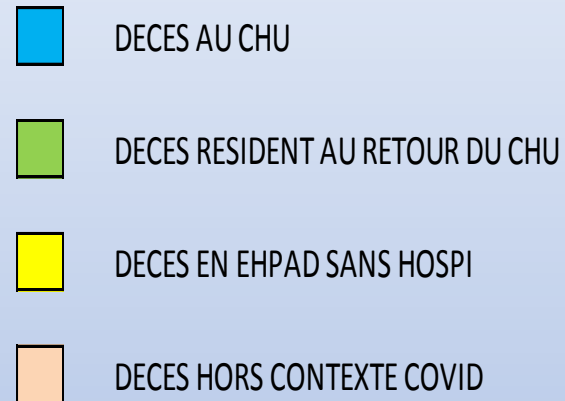 DECES AU CHU
DECES RESIDENT AU RETOUR DU CHU
DECES EN EHPAD SANS HOSPI
DECES HORS CONTEXTE COVID